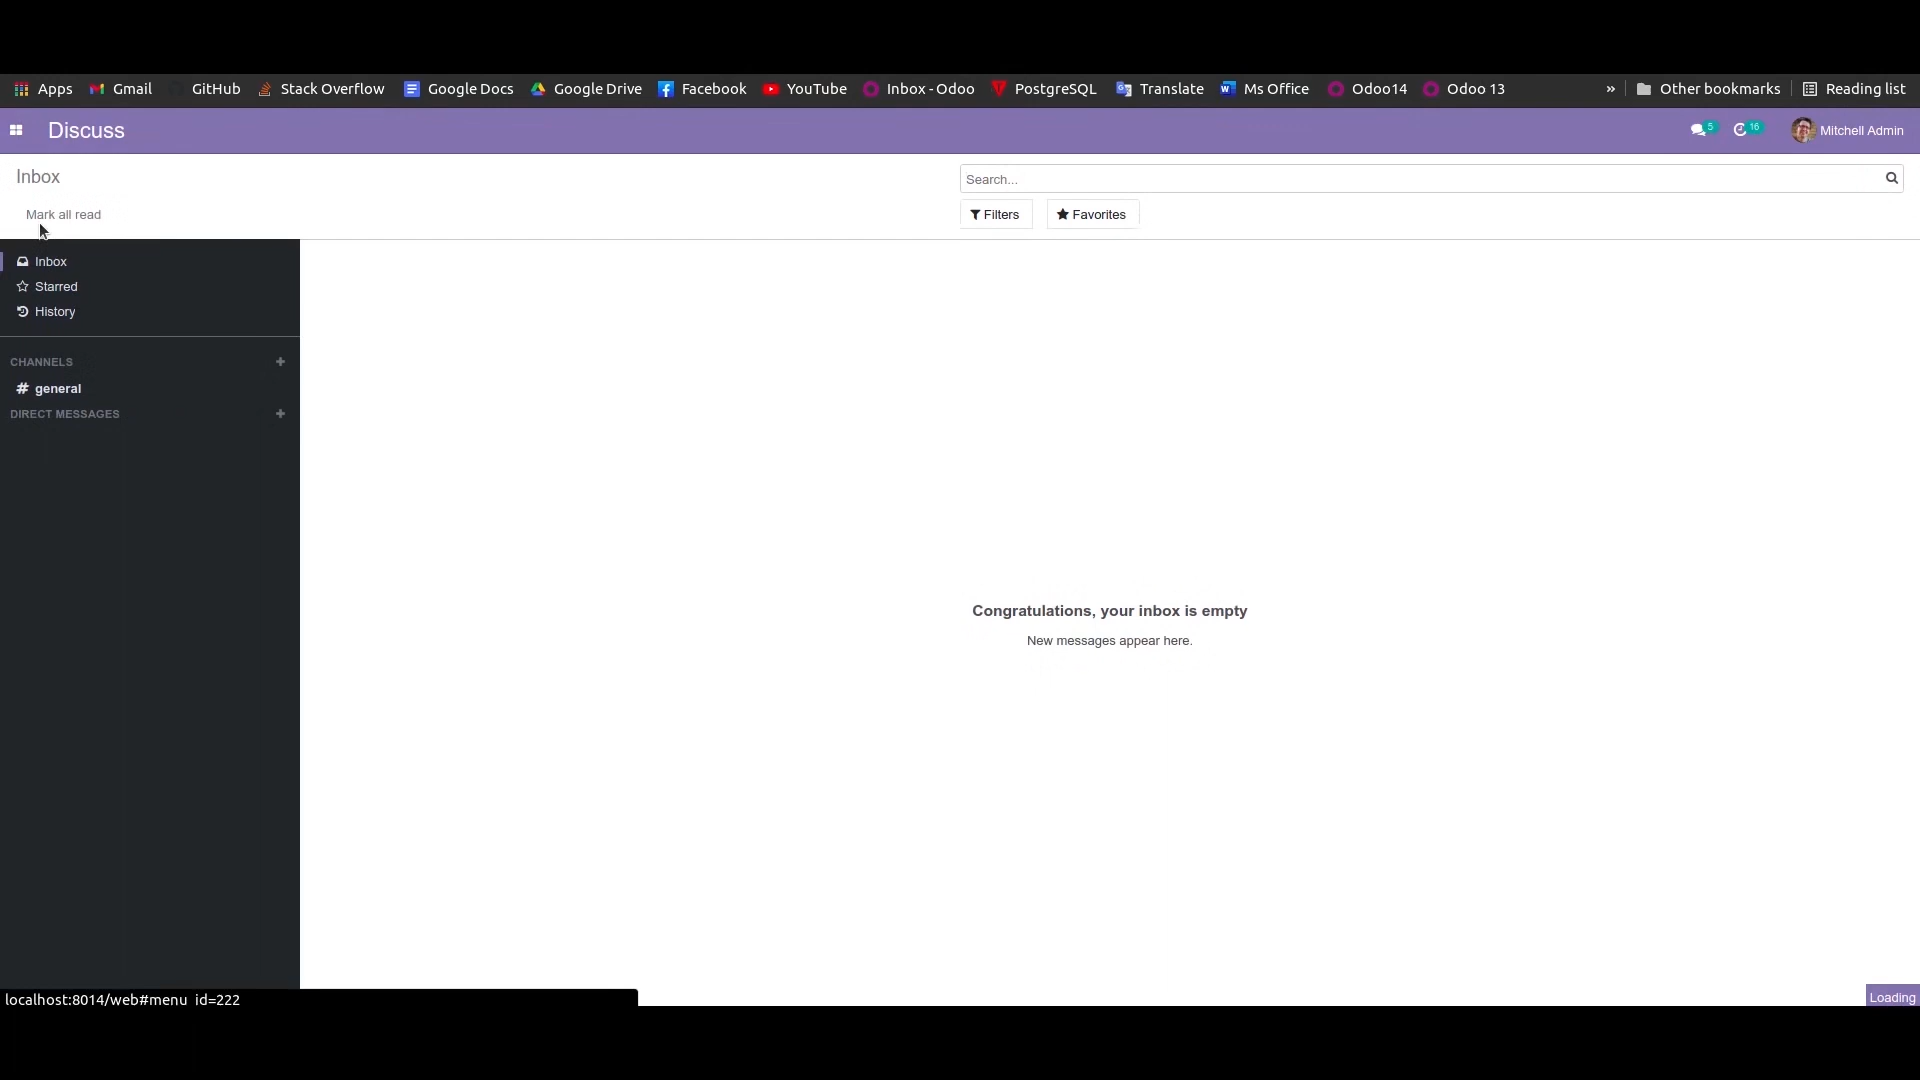 Apps Gmail GitHub Stack Overflow Google Docs Google Drive Facebook YouTube Inbox - Odoo PostgreSQL Translate Ms Office Odoo14 Odoo 13 » Other bookmarks Reading list
Discuss 5 16 Mitchell Admin
Inbox Search...
Mark all read Filters Favorites
Inbox
Starred
History
CHANNELS +
# general
DIRECT MESSAGES +
Congratulations, your inbox is empty
New messages appear here.
localhost:8014/web#menu_id=222 Loading